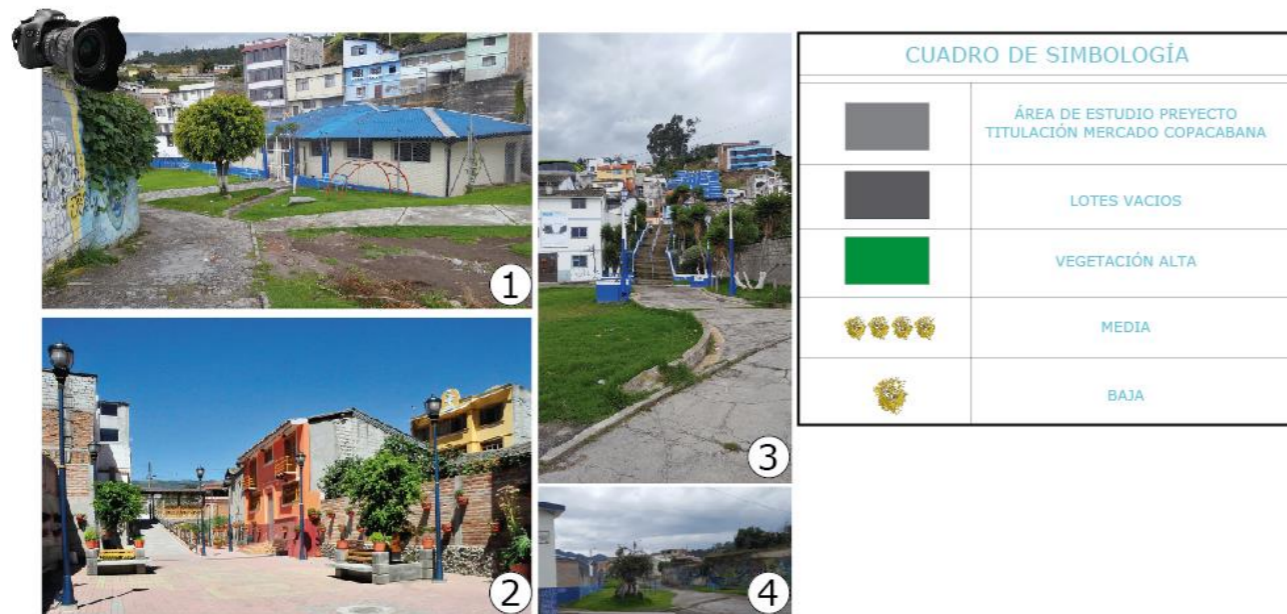 1
2
3
4
CUADRO DE SIMBOLOGÍA
ÁREA DE ESTUDIO PREYECTO
TITULACIÓN MERCADO COPACABANA
LOTES VACIOS
VEGETACIÓN ALTA
MEDIA
BAJA